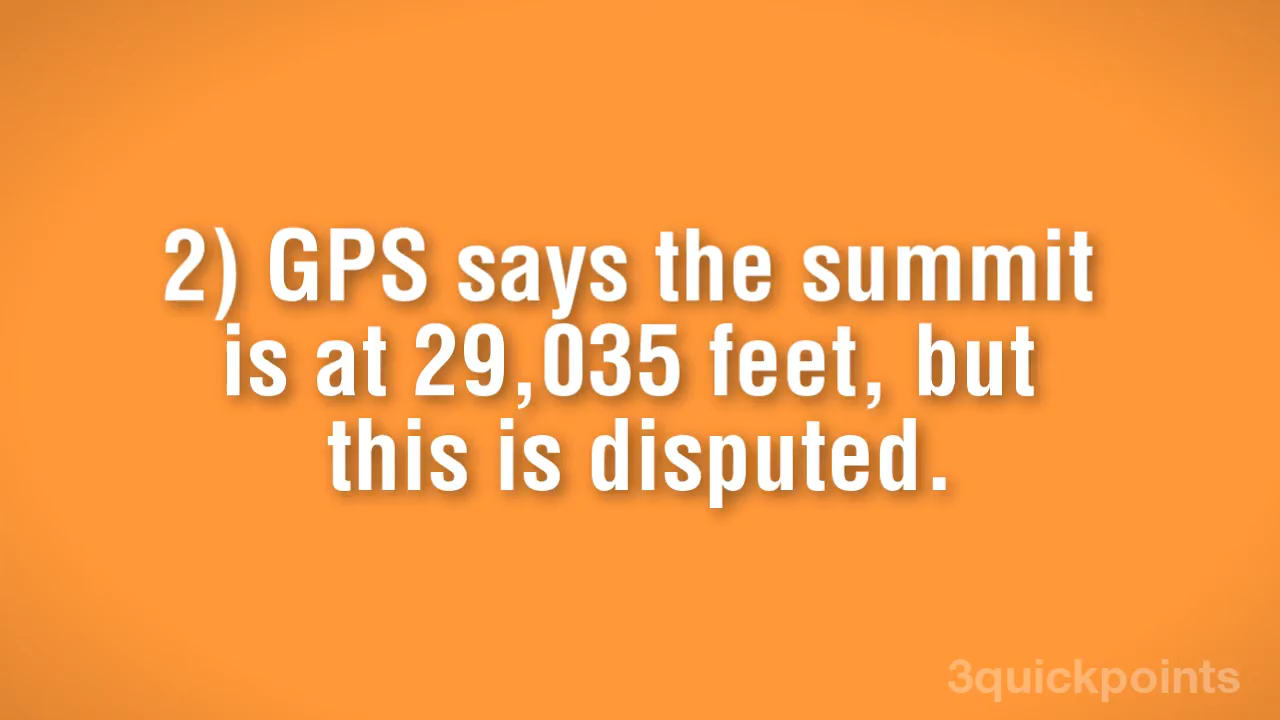 2) GPS says the summit
is at 29,035 feet, but
this is disputed.
3quickpoints